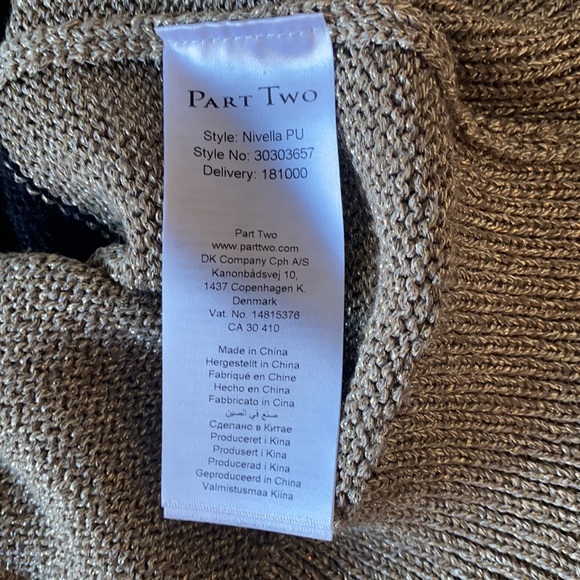 PART TWO
Style: Nivella PU
Style No: 30303657
Delivery: 181000
Part Two
www.parttwo.com
DK Company Cph A/S
Kanonbådsvej 10,
1437 Copenhagen K.
Denmark
Vat. No. 14815376
CA 30 410
Made in China
Hergestellt in China
Fabriqué en Chine
Hecho en China
Fabbricato in Cina
صنع في الصين
Сделано в Китае
Produceret i Kina
Produsert i Kina
Producerad i Kina
Geproduceerd in China
Valmistusmaa Kiina